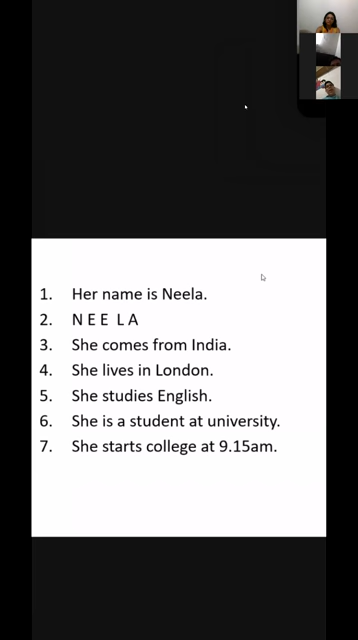 1. Her name is Neela.
2. N E E L A
3. She comes from India.
4. She lives in London.
5. She studies English.
6. She is a student at university.
7. She starts college at 9.15am.